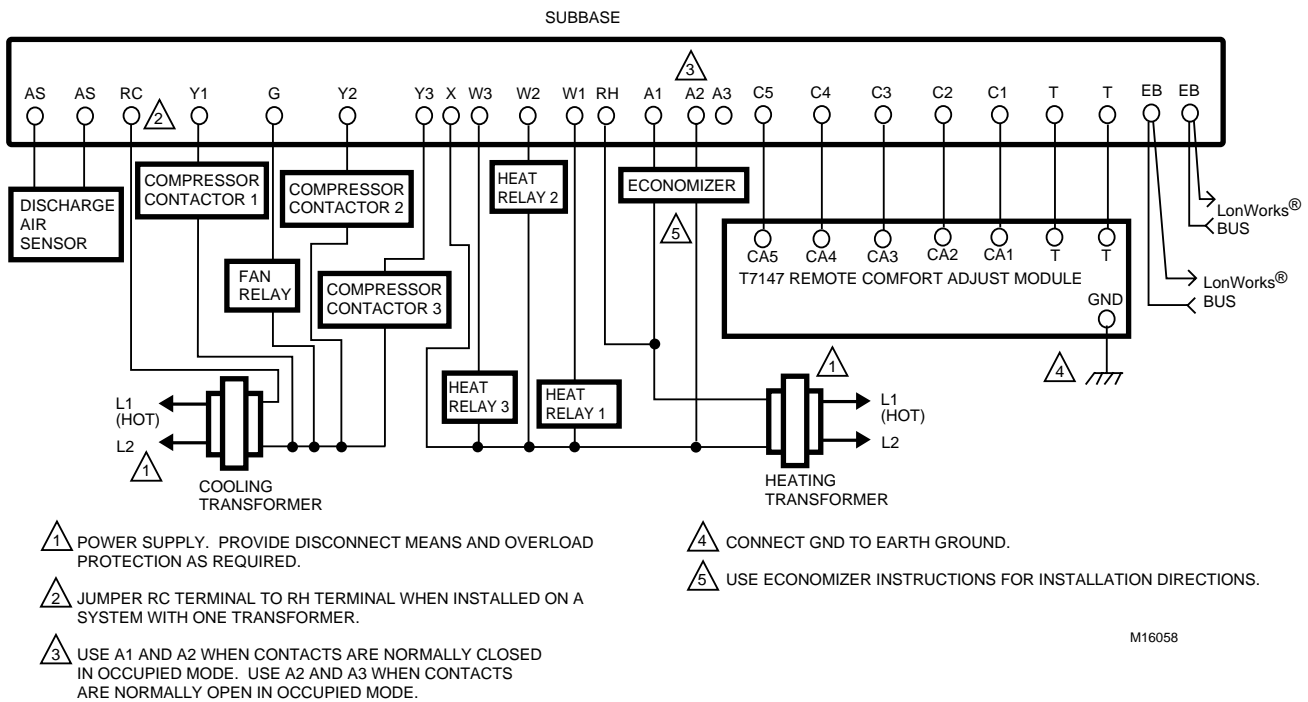 SUBBASE
3
AS AS RC Y1 G Y2 Y3 X W3 W2 W1 RH A1 A2 A3 C5 C4 C3 C2 C1 T T EB EB
2
DISCHARGE
AIR
SENSOR
COMPRESSOR
CONTACTOR 1
COMPRESSOR
CONTACTOR 2
FAN
RELAY
COMPRESSOR
CONTACTOR 3
HEAT
RELAY 2
ECONOMIZER
5
LonWorks®
BUS
LonWorks®
BUS
CA5 CA4 CA3 CA2 CA1 T T
T7147 REMOTE COMFORT ADJUST MODULE
GND
1
4
HEAT
RELAY 3
HEAT
RELAY 1
L1
(HOT)
L2
1
L1
(HOT)
L2
COOLING
TRANSFORMER
HEATING
TRANSFORMER
1 POWER SUPPLY. PROVIDE DISCONNECT MEANS AND OVERLOAD
PROTECTION AS REQUIRED.
2 JUMPER RC TERMINAL TO RH TERMINAL WHEN INSTALLED ON A
SYSTEM WITH ONE TRANSFORMER.
3 USE A1 AND A2 WHEN CONTACTS ARE NORMALLY CLOSED
IN OCCUPIED MODE. USE A2 AND A3 WHEN CONTACTS
ARE NORMALLY OPEN IN OCCUPIED MODE.
4 CONNECT GND TO EARTH GROUND.
5 USE ECONOMIZER INSTRUCTIONS FOR INSTALLATION DIRECTIONS.
M16058